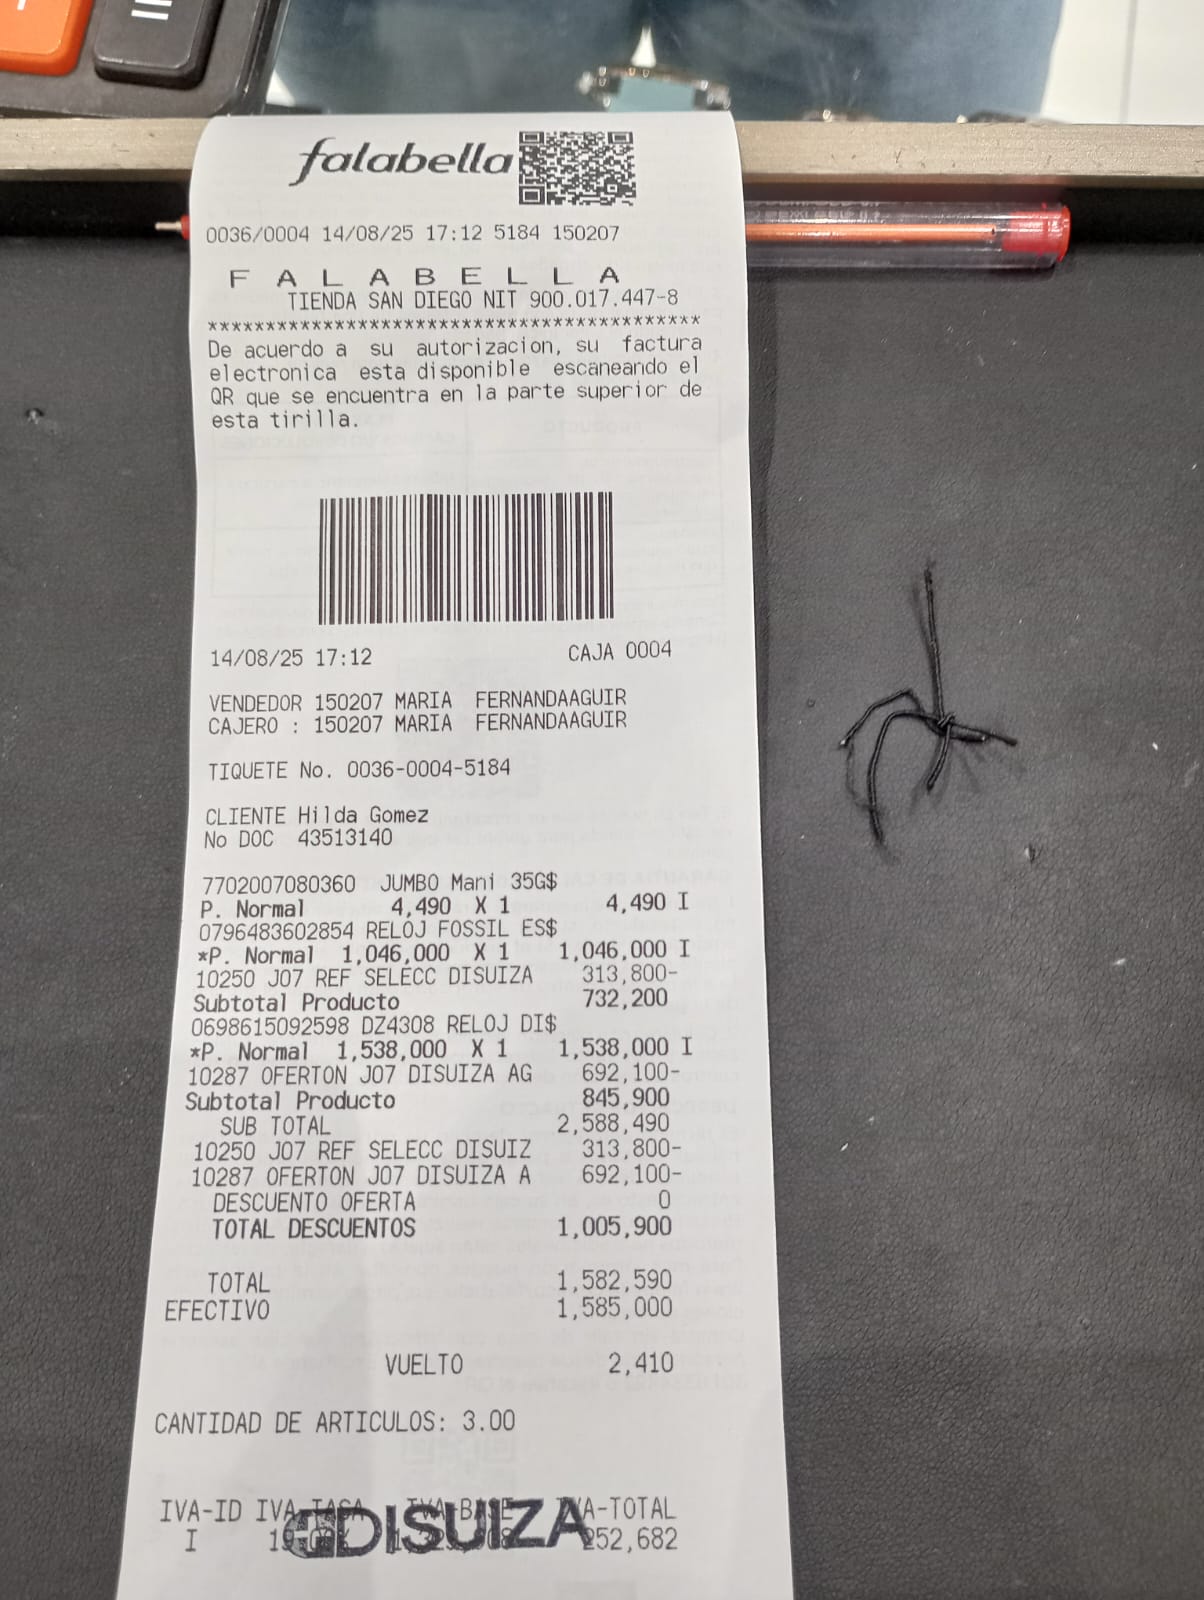 falabella
0036/0004 14/08/25 17:12 5184 150207
F A L A B E L L A
TIENDA SAN DIEGO NIT 900.017.447-8
******************************************
De acuerdo a su autorizacion, su factura
electronica esta disponible escaneando el
QR que se encuentra en la parte superior de
esta tirilla.
14/08/25 17:12 CAJA 0004
VENDEDOR 150207 MARIA FERNANDAAGUIR
CAJERO : 150207 MARIA FERNANDAAGUIR
TIQUETE No. 0036-0004-5184
CLIENTE Hilda Gomez
No DOC 43513140
7702007080360 JUMBO Mani 35G$
P. Normal 4,490 X 1 4,490 I
0796483602854 RELOJ FOSSIL ES$
*P. Normal 1,046,000 X 1 1,046,000 I
10250 J07 REF SELECC DISUIZA 313,800-
Subtotal Producto 732,200
0698615092598 DZ4308 RELOJ DI$
*P. Normal 1,538,000 X 1 1,538,000 I
10287 OFERTON J07 DISUIZA AG 692,100-
Subtotal Producto 845,900
SUB TOTAL 2,588,490
10250 J07 REF SELECC DISUIZ 313,800-
10287 OFERTON J07 DISUIZA A 692,100-
DESCUENTO OFERTA 0
TOTAL DESCUENTOS 1,005,900
TOTAL 1,582,590
EFECTIVO 1,585,000
VUELTO 2,410
CANTIDAD DE ARTICULOS: 3.00
IVA-ID IVA-TASA IVA-BASE IVA-TOTAL
DISUIZA
I 252,682